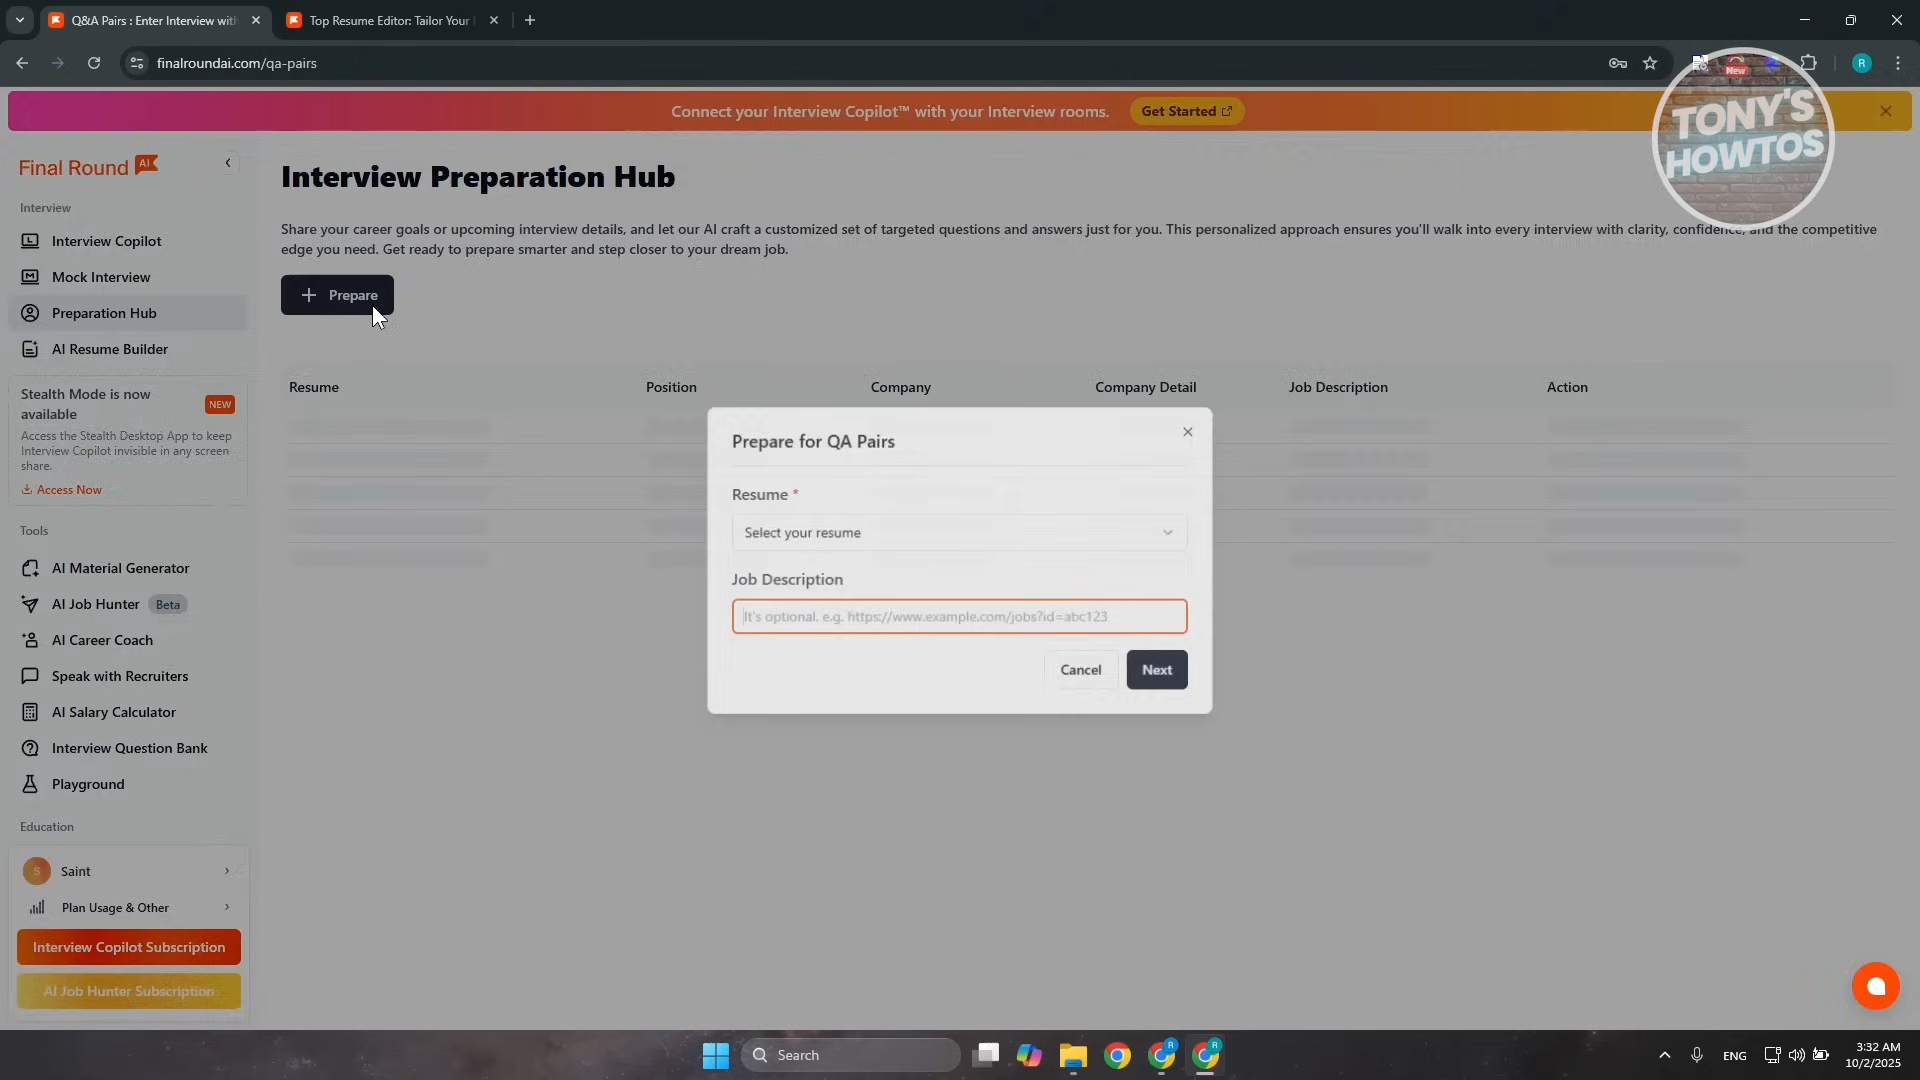 Q&A Pairs : Enter Interview with
Top Resume Editor: Tailor Your
finalroundai.com/qa-pairs
R
New
TONY'S
HOWTOS
Connect your Interview Copilot™ with your Interview rooms.
Get Started
Final Round AI
Interview
Interview Copilot
Mock Interview
Preparation Hub
AI Resume Builder
Stealth Mode is now
available
NEW
Access the Stealth Desktop App to keep
Interview Copilot invisible in any screen
share.
Access Now
Tools
AI Material Generator
AI Job Hunter Beta
AI Career Coach
Speak with Recruiters
AI Salary Calculator
Interview Question Bank
Playground
Education
S
Saint
Plan Usage & Other
Interview Copilot Subscription
AI Job Hunter Subscription
Interview Preparation Hub
Share your career goals or upcoming interview details, and let our AI craft a customized set of targeted questions and answers just for you. This personalized approach ensures you'll walk into every interview with clarity, confidence, and the competitive
edge you need. Get ready to prepare smarter and step closer to your dream job.
Prepare
Resume Position Company Company Detail Job Description Action
Prepare for QA Pairs
Resume *
Select your resume
Job Description
It's optional. e.g. https://www.example.com/jobs?id=abc123
Cancel
Next
Search
R
R
ENG
3:32 AM
10/2/2025